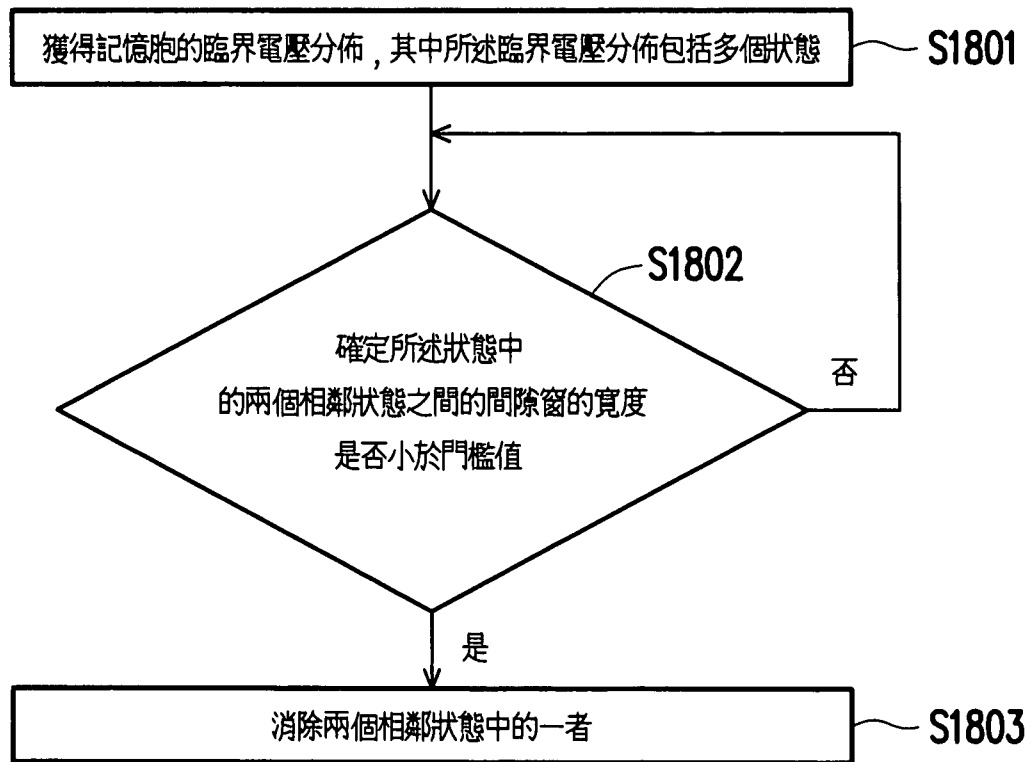 獲得記憶胞的臨界電壓分佈，其中所述臨界電壓分佈包括多個狀態
S1801
S1802
確定所述狀態中
的兩個相鄰狀態之間的間隙窗的寬度
是否小於門檻值
否
是
消除兩個相鄰狀態中的一者
S1803